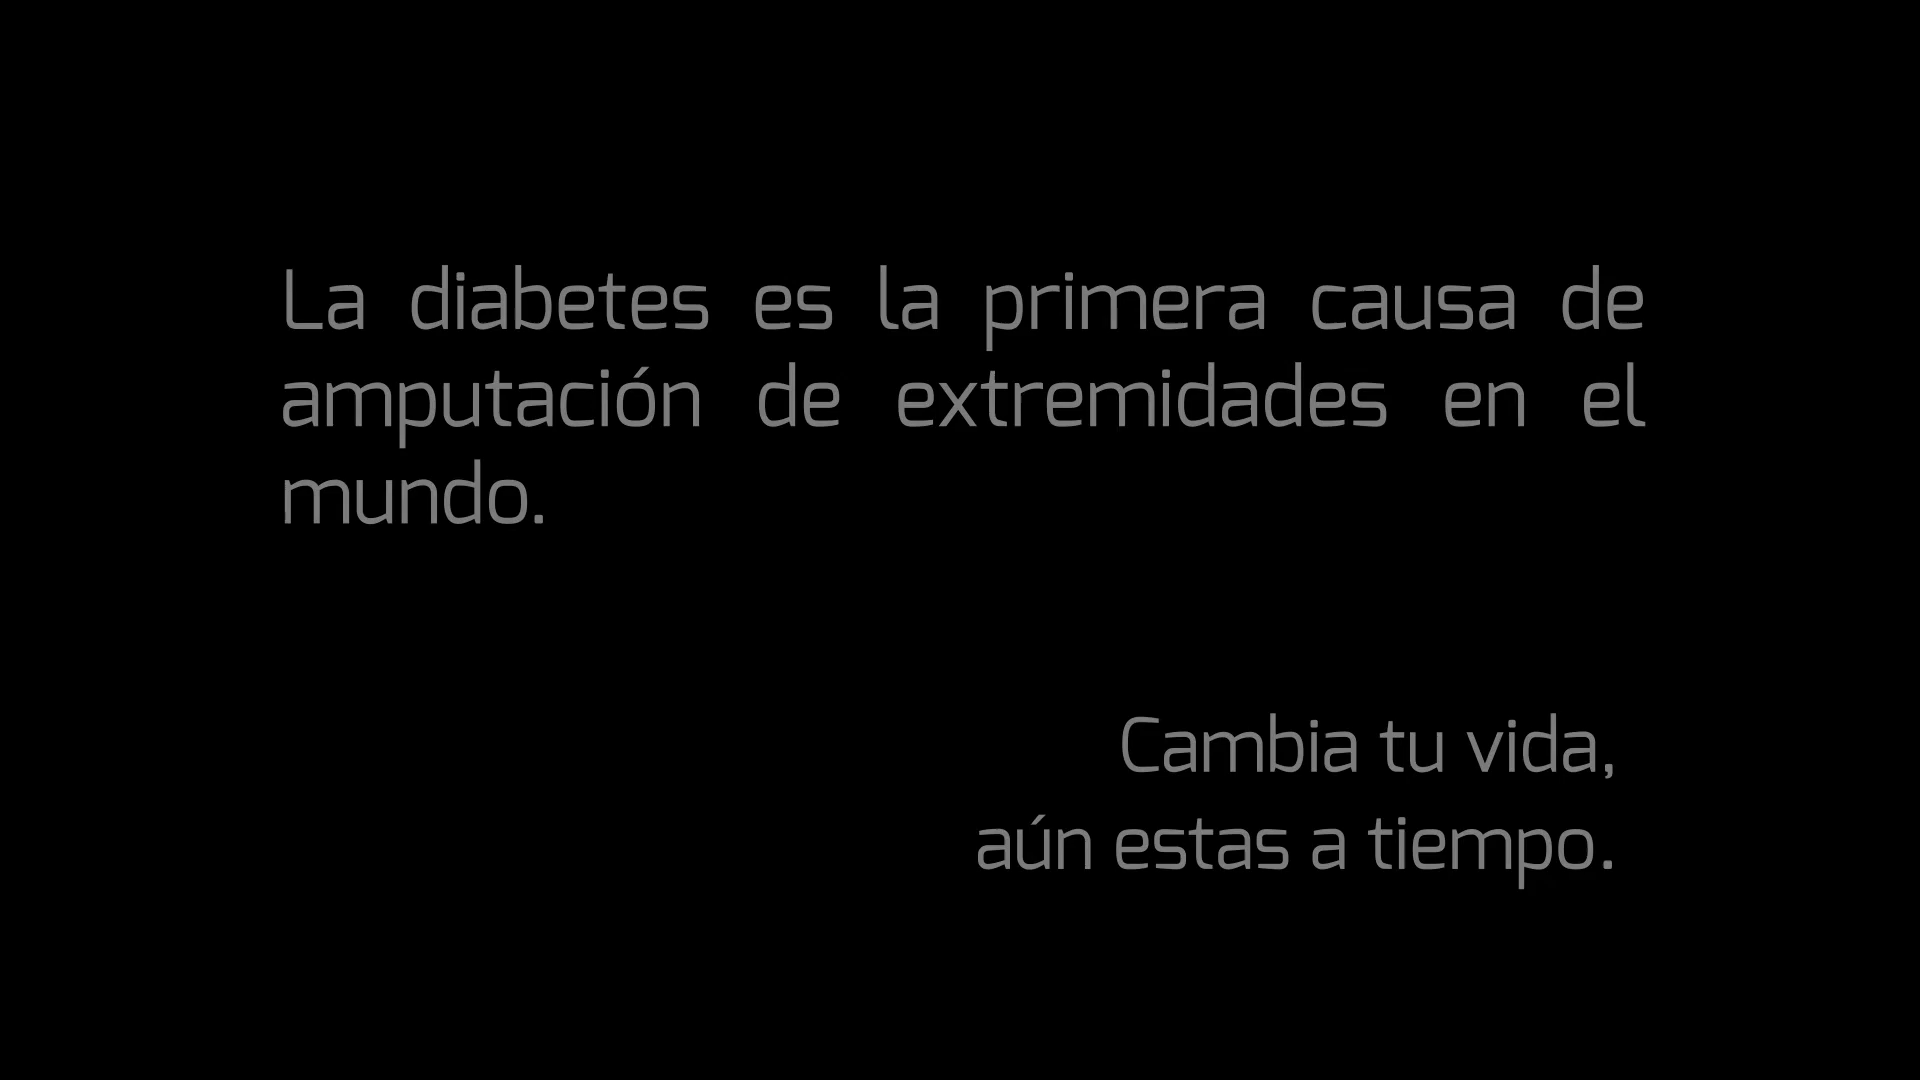 La diabetes es la primera causa de
amputación de extremidades en el
mundo.
Cambia tu vida,
aún estas a tiempo.